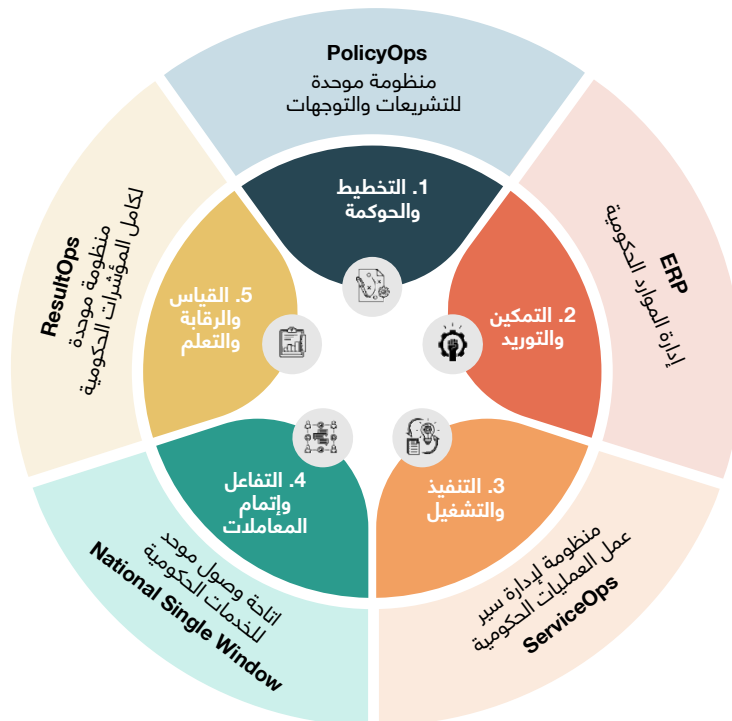 PolicyOps
منظومة موحدة
للتشريعات والتوجهات
1. التخطيط
والحوكمة
ERP
إدارة الموارد الحكومية
2. التمكين
والتوريد
3. التنفيذ
والتشغيل
منظومة لإدارة سير
عمل العمليات الحكومية
ServiceOps
4. التفاعل
وإتمام
المعاملات
اتاحة وصول موحد
للخدمات الحكومية
National Single Window
5. القياس
والرقابة
والتعلم
ResultOps
منظومة موحدة
لكامل المؤشرات الحكومية